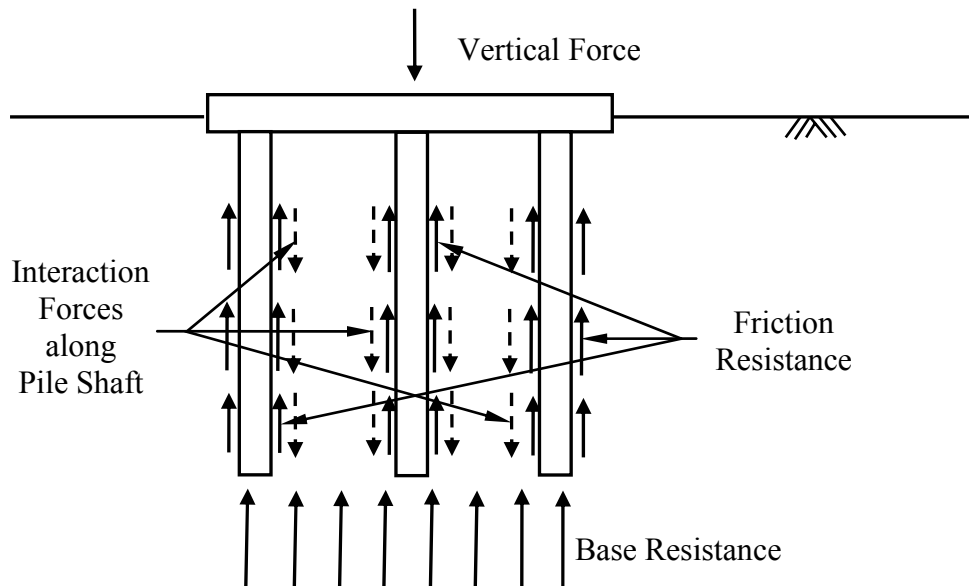 Vertical Force
Interaction
Forces
along
Pile Shaft
Friction
Resistance
Base Resistance